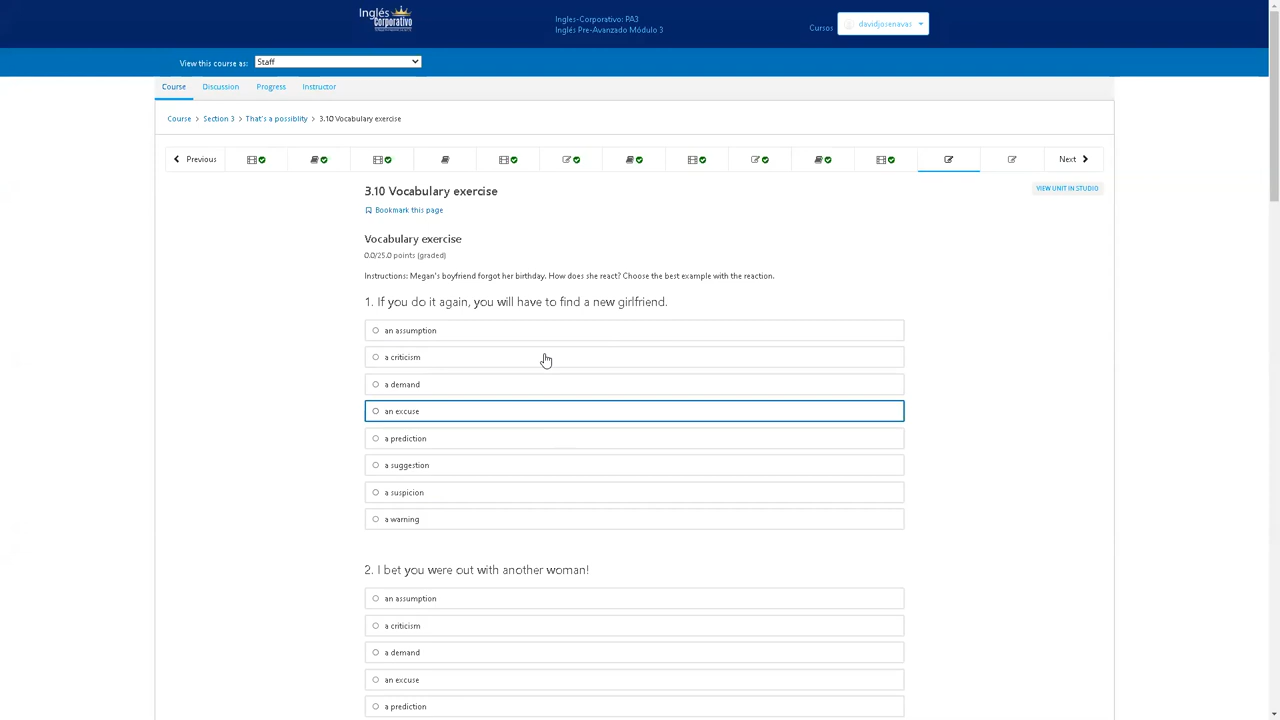 Inglés
Corporativo
Ingles-Corporativo: PA3
Inglés Pre-Avanzado Módulo 3
Cursos
davidjosenavas
View this course as:
Staff
Course
Discussion
Progress
Instructor
Course > Section 3 > That's a possiblity > 3.10 Vocabulary exercise
Previous
Next
3.10 Vocabulary exercise
VIEW UNIT IN STUDIO
Bookmark this page
Vocabulary exercise
0.0/25.0 points (graded)
Instructions: Megan's boyfriend forgot her birthday. How does she react? Choose the best example with the reaction.
1. If you do it again, you will have to find a new girlfriend.
an assumption
a criticism
a demand
an excuse
a prediction
a suggestion
a suspicion
a warning
2. I bet you were out with another woman!
an assumption
a criticism
a demand
an excuse
a prediction